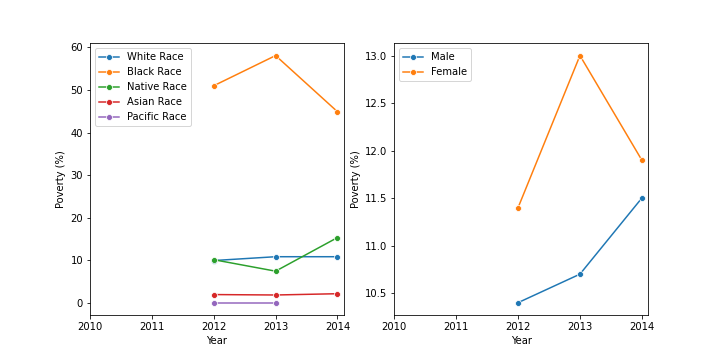 60
50
40
30
20
10
0
Poverty (%)
White Race
Black Race
Native Race
Asian Race
Pacific Race
2010 2011 2012 2013 2014
Year
13.0
12.5
12.0
11.5
11.0
10.5
Poverty (%)
Male
Female
2010 2011 2012 2013 2014
Year